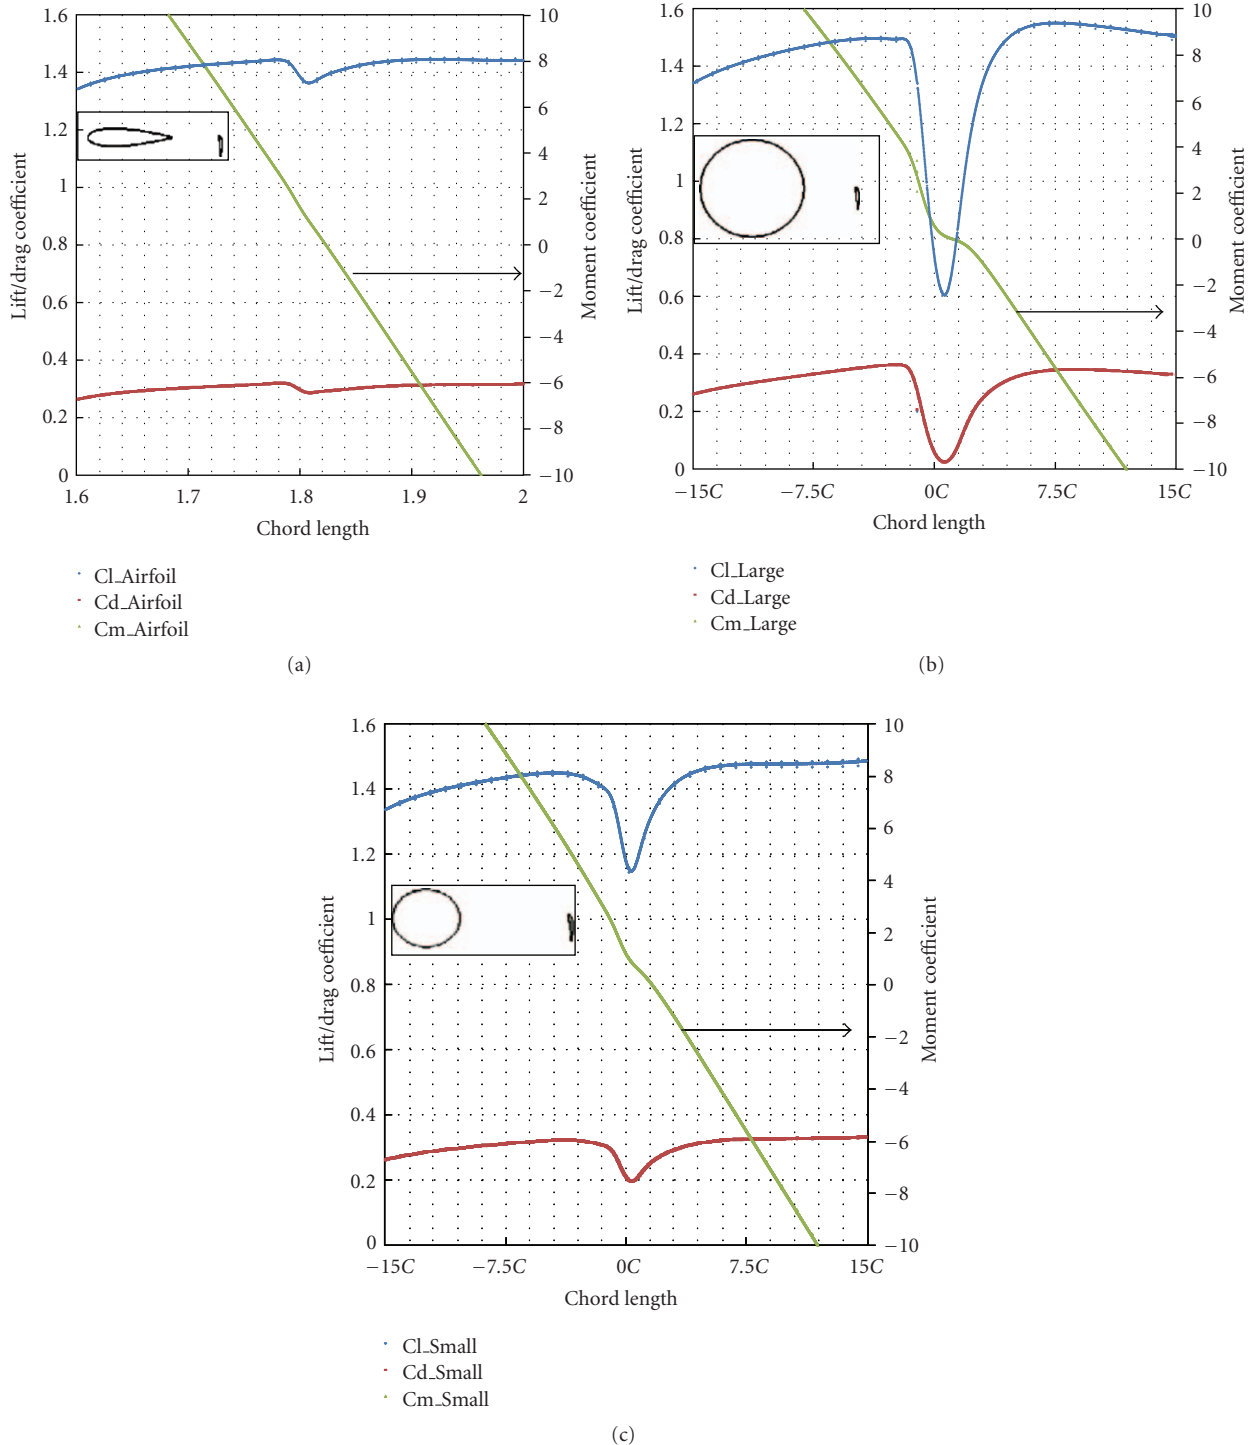 1.6
1.4
1.2
1
0.8
0.6
0.4
0.2
0
Lift/drag coefficient
10
8
6
4
2
0
−2
−4
−6
−8
−10
Moment coefficient
1.6 1.7 1.8 1.9 2
Chord length
Cl_Airfoil
Cd_Airfoil
Cm_Airfoil
(a)
1.6
1.4
1.2
1
0.8
0.6
0.4
0.2
0
Lift/drag coefficient
10
8
6
4
2
0
−2
−4
−6
−8
−10
Moment coefficient
−15C −7.5C 0C 7.5C 15C
Chord length
Cl_Large
Cd_Large
Cm_Large
(b)
1.6
1.4
1.2
1
0.8
0.6
0.4
0.2
0
Lift/drag coefficient
10
8
6
4
2
0
−2
−4
−6
−8
−10
Moment coefficient
−15C −7.5C 0C 7.5C 15C
Chord length
Cl_Small
Cd_Small
Cm_Small
(c)